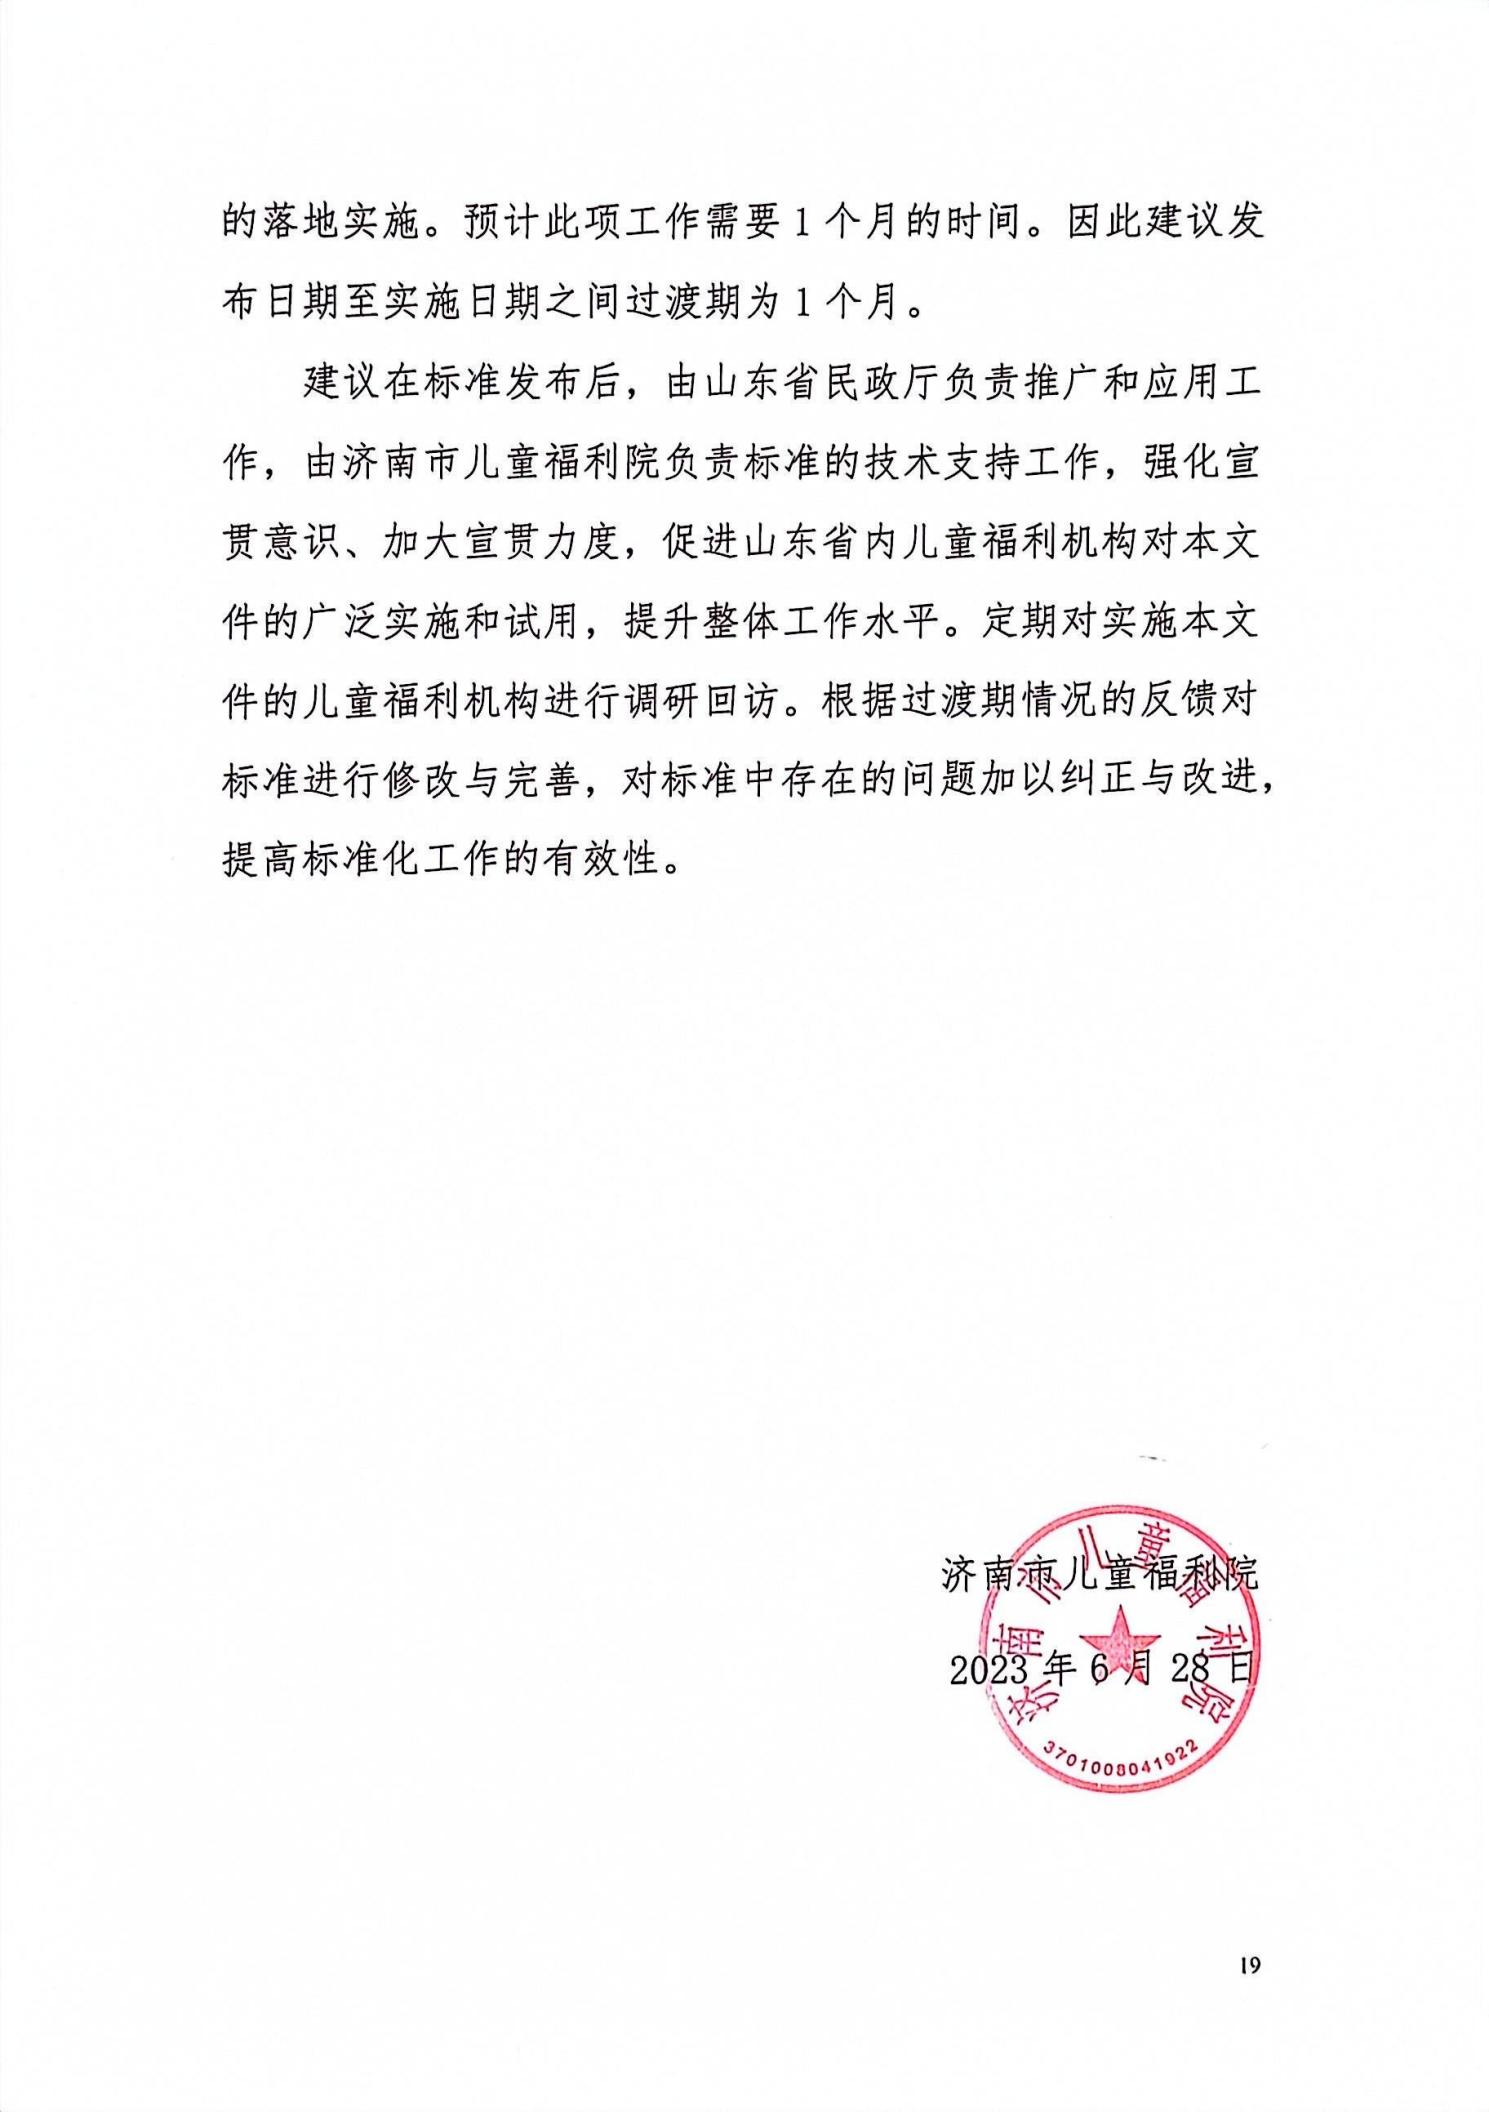 的落地实施。预计此项工作需要 1 个月的时间。因此建议发
布日期至实施日期之间过渡期为 1 个月。
建议在标准发布后，由山东省民政厅负责推广和应用工
作，由济南市儿童福利院负责标准的技术支持工作，强化宣
贯意识、加大宣贯力度，促进山东省内儿童福利机构对本文
件的广泛实施和试用，提升整体工作水平。定期对实施本文
件的儿童福利机构进行调研回访。根据过渡期情况的反馈对
标准进行修改与完善，对标准中存在的问题加以纠正与改进，
提高标准化工作的有效性。
济南市儿童福利院
2023 年 6 月 28 日
济南市儿童福利院
3701008041922
19